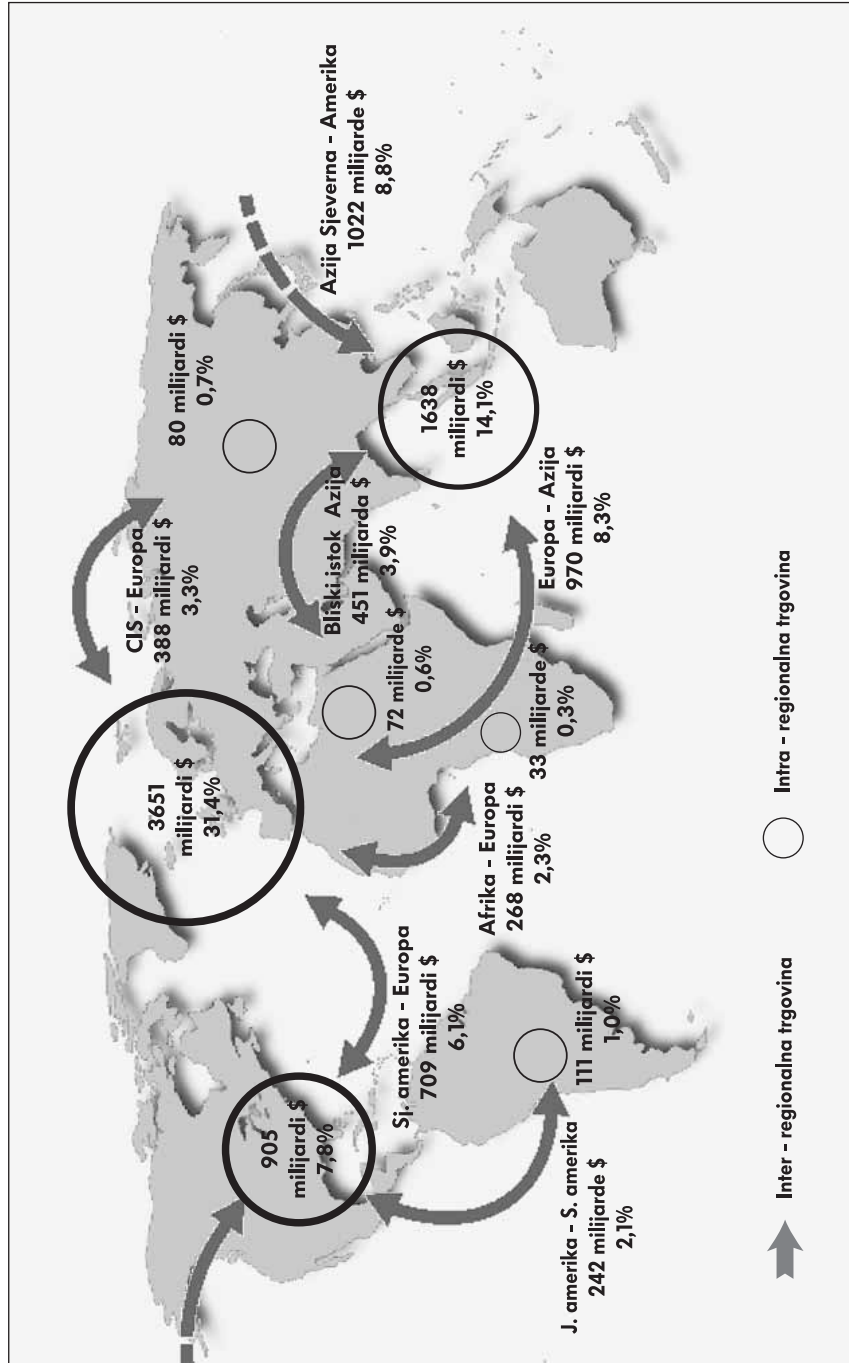 CIS - Europa
388 milijardi $
3,3%
80 milijardi $
0,7%
Azija Sjeverna - Amerika
1022 milijarde $
8,8%
3651
milijardi $
31,4%
Bliski istok Azija
451 milijarda $
3,9%
905
milijardi $
7,8%
72 milijarde $
0,6%
1638
milijardi $
14,1%
Sj. amerika - Europa
709 milijardi $
6,1%
Afrika - Europa
268 milijardi $
2,3%
33 milijarde $
0,3%
Europa - Azija
970 milijardi $
8,3%
J. amerika - S. amerika
242 milijarde $
2,1%
111 milijardi $
1,0%
Inter - regionalna trgovina
Intra - regionalna trgovina